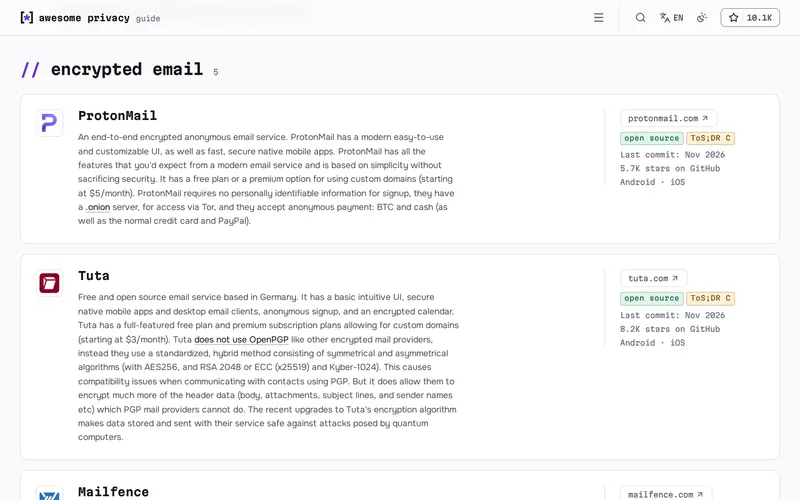 [*] awesome privacy guide
EN
10.1K
// encrypted email 5
ProtonMail
An end-to-end encrypted anonymous email service. ProtonMail has a modern easy-to-use
and customizable UI, as well as fast, secure native mobile apps. ProtonMail has all the
features that you'd expect from a modern email service and is based on simplicity without
sacrificing security. It has a free plan or a premium option for using custom domains (starting
at $5/month). ProtonMail requires no personally identifiable information for signup, they have
a .onion server, for access via Tor, and they accept anonymous payment: BTC and cash (as
well as the normal credit card and PayPal).
protonmail.com ↗
open source ToS;DR C
Last commit: Nov 2026
5.7K stars on GitHub
Android · iOS
Tuta
Free and open source email service based in Germany. It has a basic intuitive UI, secure
native mobile apps and desktop email clients, anonymous signup, and an encrypted calendar.
Tuta has a full-featured free plan and premium subscription plans allowing for custom domains
(starting at $3/month). Tuta does not use OpenPGP like other encrypted mail providers,
instead they use a standardized, hybrid method consisting of symmetrical and asymmetrical
algorithms (with AES256, and RSA 2048 or ECC (x25519) and Kyber-1024). This causes
compatibility issues when communicating with contacts using PGP. But it does allow them to
encrypt much more of the header data (body, attachments, subject lines, and sender names
etc) which PGP mail providers cannot do. The recent upgrades to Tuta's encryption algorithm
makes data stored and sent with their service safe against attacks posed by quantum
computers.
tuta.com ↗
open source ToS;DR C
Last commit: Nov 2026
8.2K stars on GitHub
Android · iOS
Mailfence
mailfence.com ↗